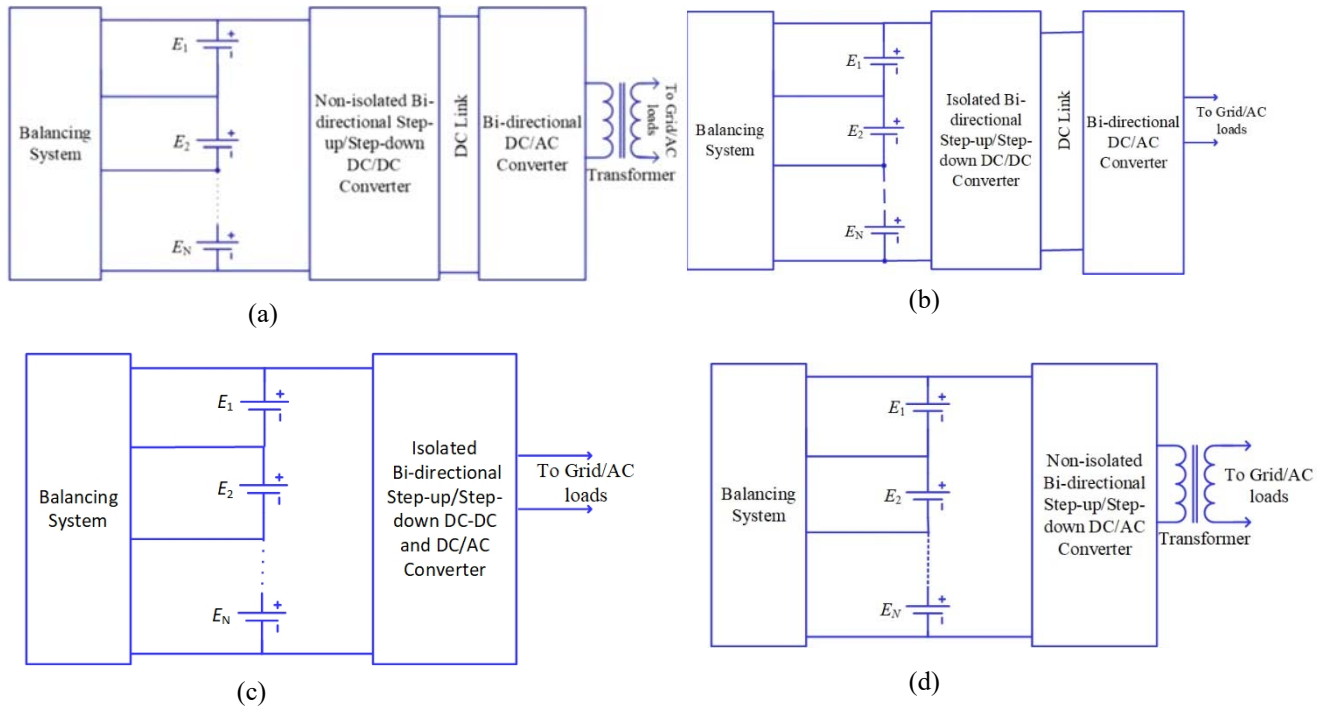 Balancing
System
E1
+
E2
+
EN
+
Non-isolated Bi-
directional Step-
up/Step-down
DC/DC
Converter
DC Link
Bi-directional
DC/AC
Converter
To Grid/AC
loads
Transformer
(a)
Balancing
System
E1
+
E2
+
EN
+
Isolated Bi-
directional
Step-up/Step-
down DC/DC
Converter
DC Link
Bi-directional
DC/AC
Converter
To Grid/AC
loads
(b)
Balancing
System
E1
+
E2
+
EN
+
Isolated
Bi-directional
Step-up/Step-
down DC-DC
and DC/AC
Converter
To Grid/AC
loads
(c)
Balancing
System
E1
+
E2
+
EN
+
Non-isolated
Bi-directional
Step-up/Step-
down DC/AC
Converter
To Grid/AC
loads
Transformer
(d)